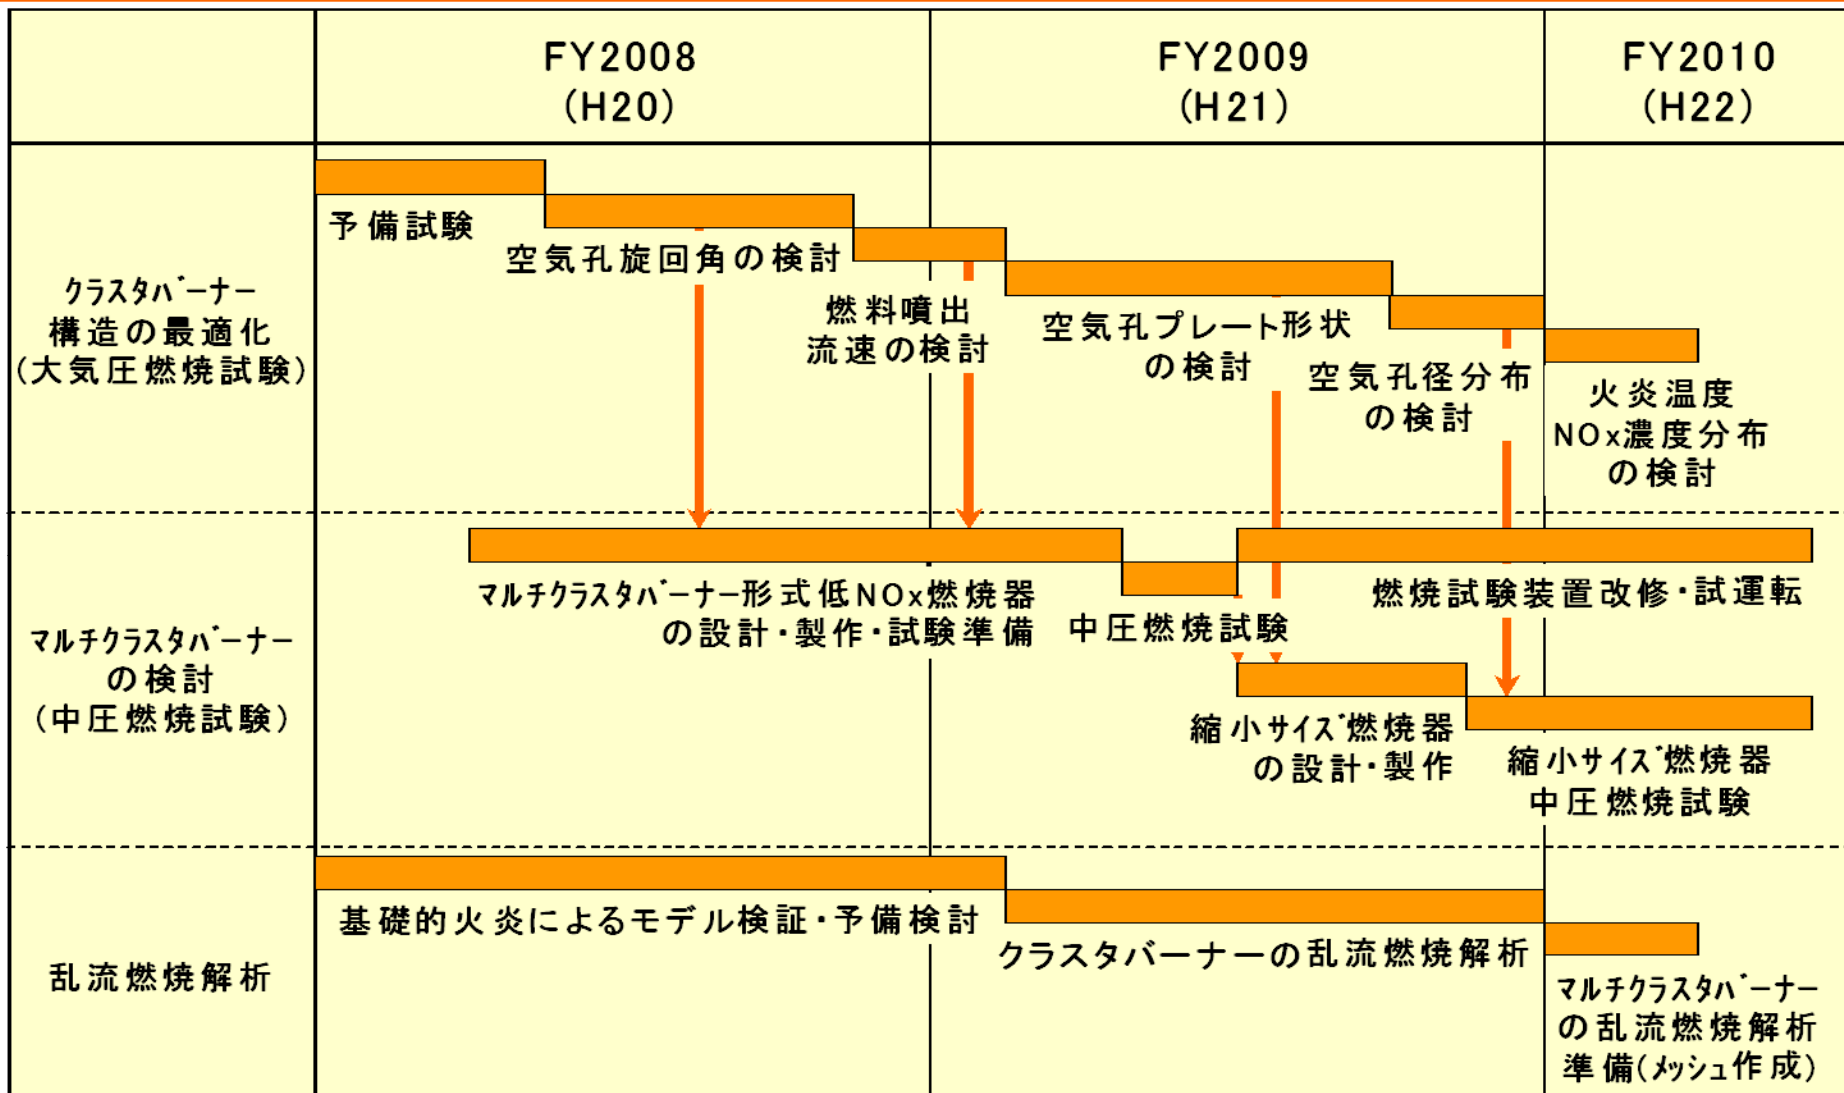 FY2008
(H20)
FY2009
(H21)
FY2010
(H22)
クラスタバーナー
構造の最適化
(大気圧燃焼試験)
予備試験
空気孔旋回角の検討
燃料噴出
流速の検討
空気孔プレート形状
の検討
空気孔径分布
の検討
火炎温度
NOx濃度分布
の検討
マルチクラスタバーナー
の検討
(中圧燃焼試験)
マルチクラスタバーナー形式低NOx燃焼器
の設計・製作・試験準備
中圧燃焼試験
燃焼試験装置改修・試運転
縮小サイズ燃焼器
の設計・製作
縮小サイズ燃焼器
中圧燃焼試験
乱流燃焼解析
基礎的火炎によるモデル検証・予備検討
クラスタバーナーの乱流燃焼解析
マルチクラスタバーナー
の乱流燃焼解析
準備(メッシュ作成)